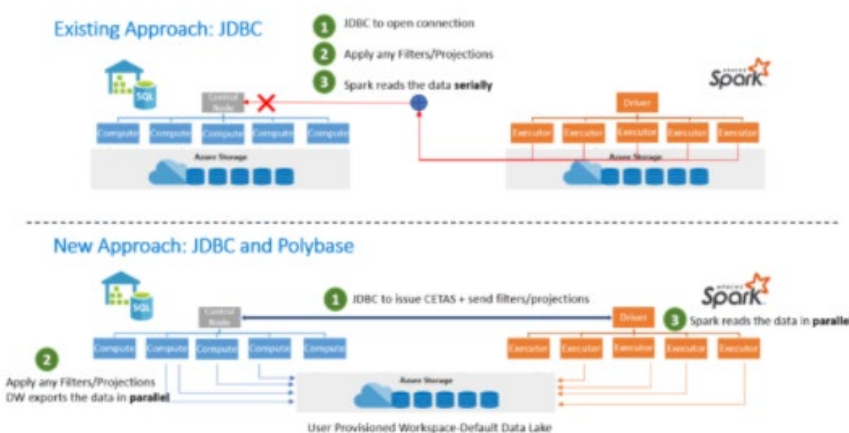 Existing Approach: JDBC
1 JDBC to open connection
2 Apply any Filters/Projections
3 Spark reads the data serially
SQL
Control Node
Compute Compute Compute Compute Compute
Azure Storage
APACHE Spark
Driver
Executor Executor Executor Executor Executor
Azure Storage
New Approach: JDBC and Polybase
SQL
Control Node
1 JDBC to issue CETAS + send filters/projections
APACHE Spark
Driver
3 Spark reads the data in parallel
Compute Compute Compute Compute Compute
Executor Executor Executor Executor Executor
2
Apply any Filters/Projections
DW exports the data in parallel
Azure Storage
User Provisioned Workspace-Default Data Lake